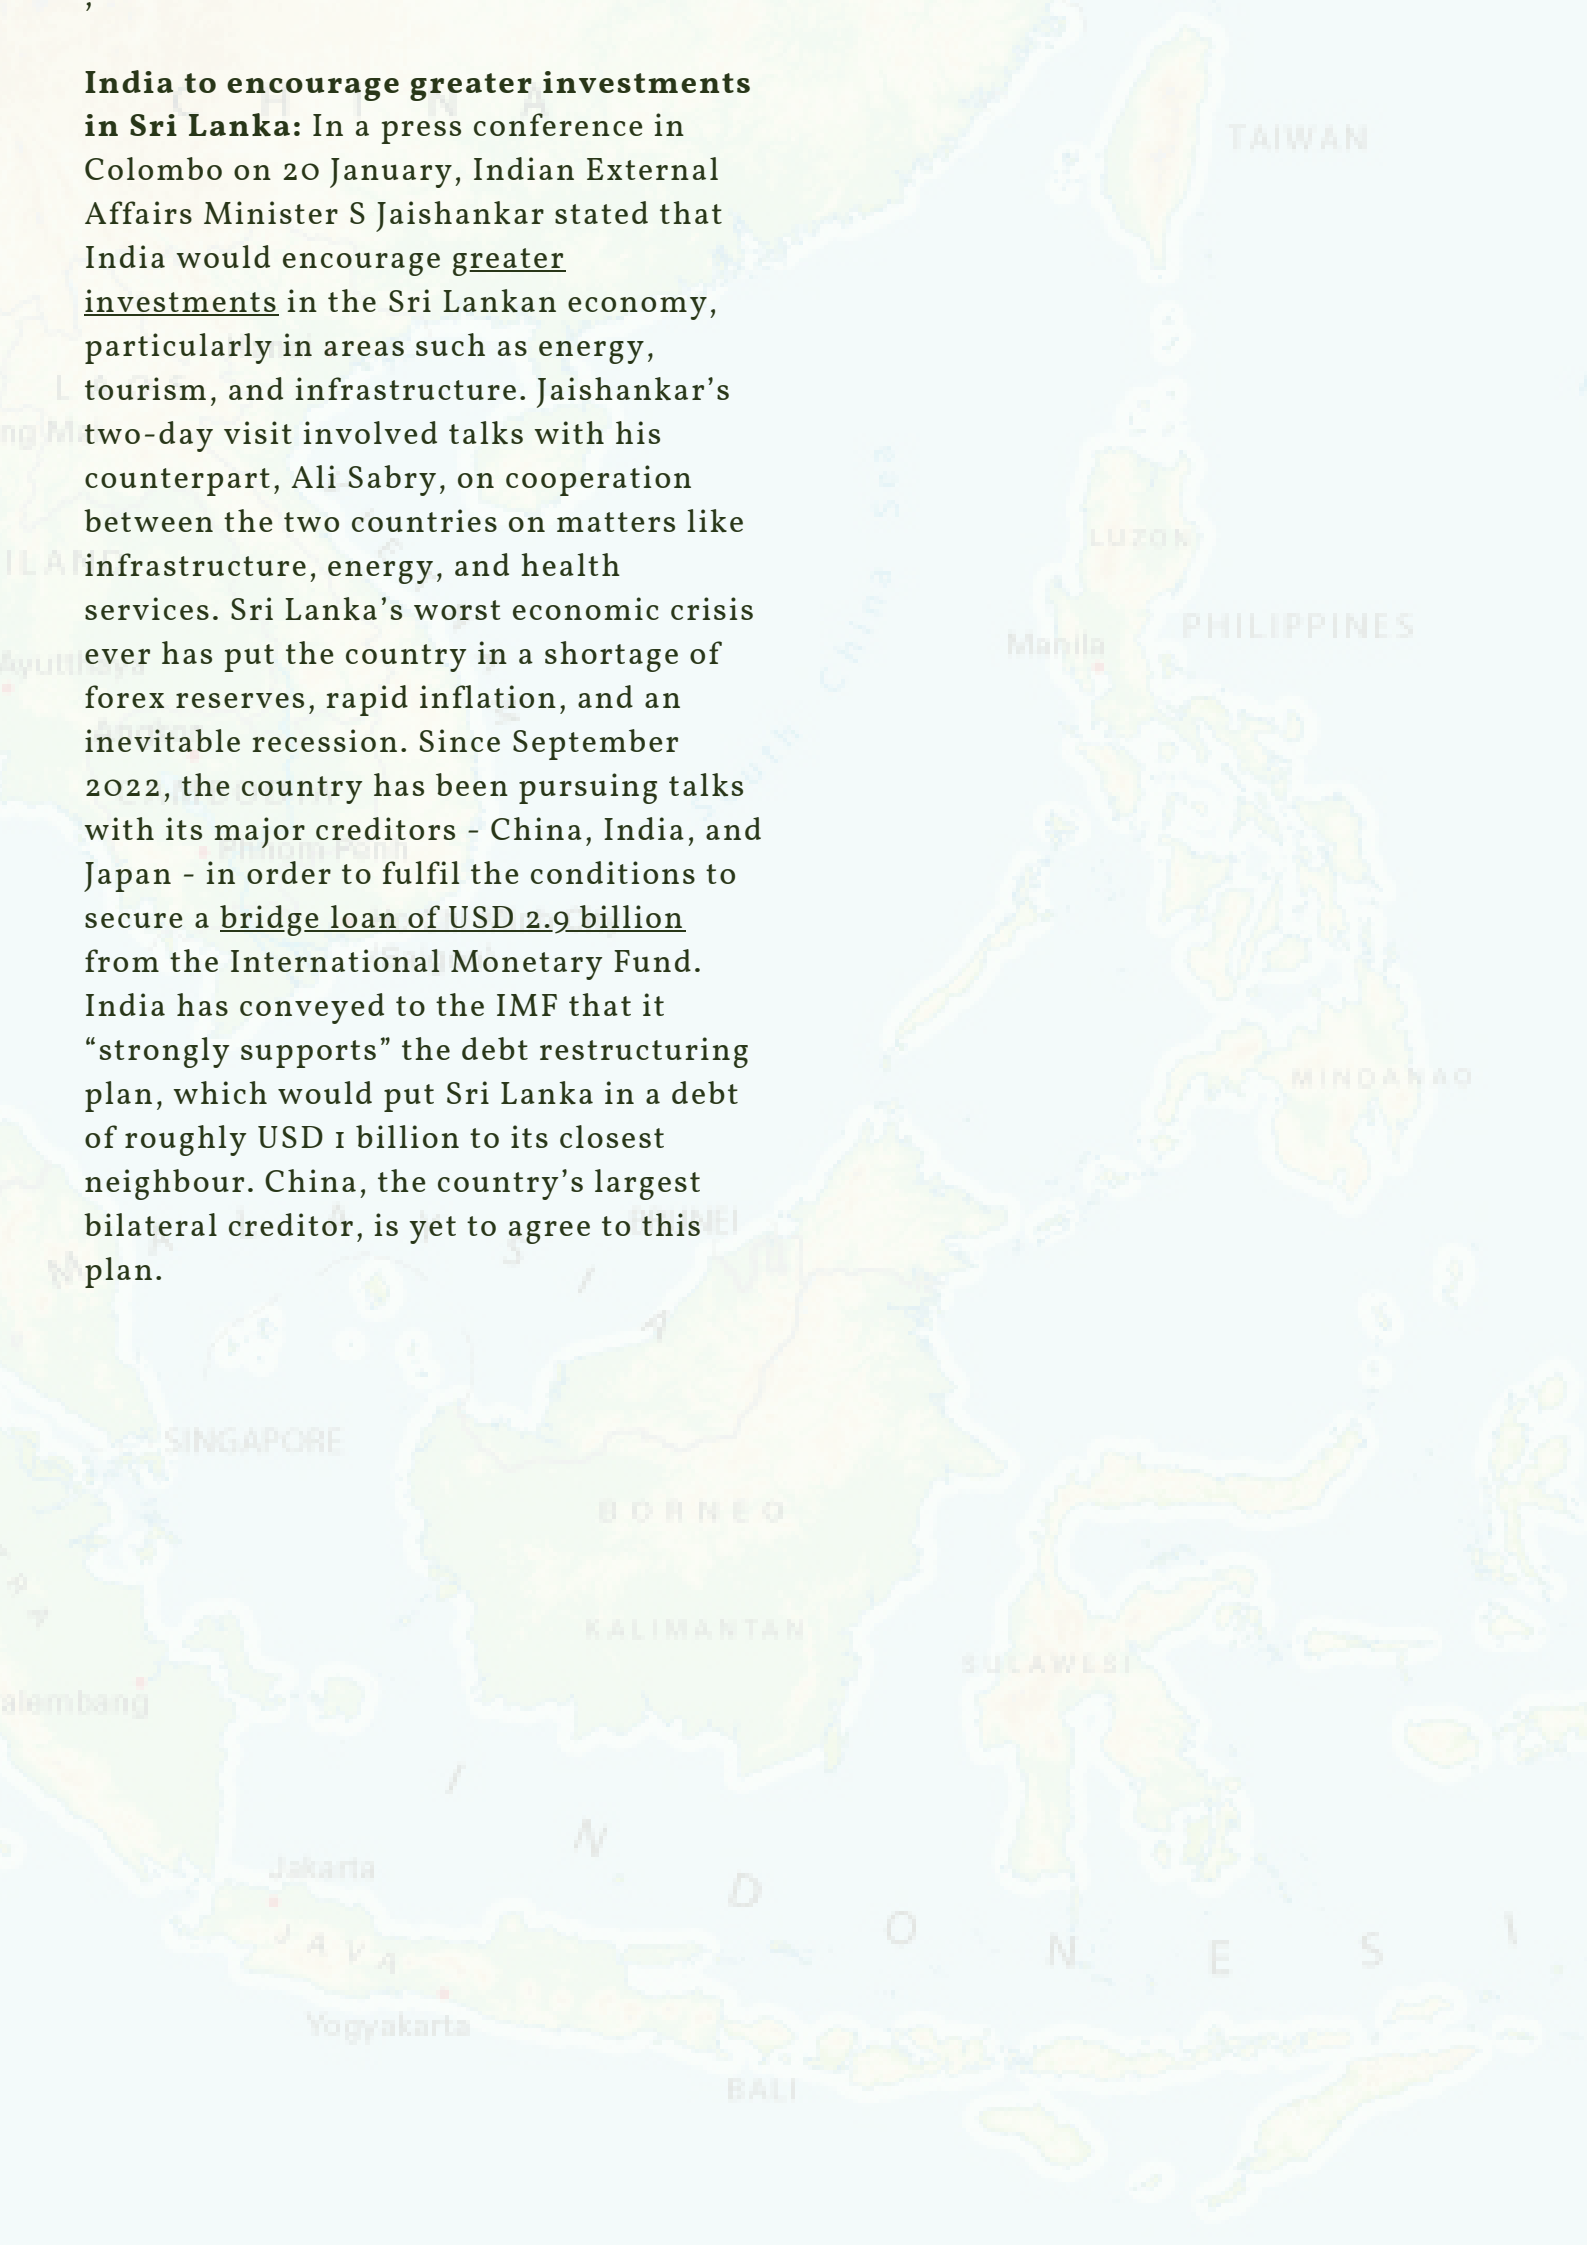 ,
India to encourage greater investments
in Sri Lanka: In a press conference in
Colombo on 20 January, Indian External
Affairs Minister S Jaishankar stated that
India would encourage greater
investments in the Sri Lankan economy,
particularly in areas such as energy,
tourism, and infrastructure. Jaishankar’s
two-day visit involved talks with his
counterpart, Ali Sabry, on cooperation
between the two countries on matters like
infrastructure, energy, and health
services. Sri Lanka’s worst economic crisis
ever has put the country in a shortage of
forex reserves, rapid inflation, and an
inevitable recession. Since September
2022, the country has been pursuing talks
with its major creditors - China, India, and
Japan - in order to fulfil the conditions to
secure a bridge loan of USD 2.9 billion
from the International Monetary Fund.
India has conveyed to the IMF that it
“strongly supports” the debt restructuring
plan, which would put Sri Lanka in a debt
of roughly USD 1 billion to its closest
neighbour. China, the country’s largest
bilateral creditor, is yet to agree to this
plan.
CHINA
TAIWAN
South China Sea
LUZON
PHILIPPINES
Manila
MINDANAO
MALAYSIA
BRUNEI
SINGAPORE
BORNEO
KALIMANTAN
SULAWESI
alembang
INDONESI
Jakarta
JAVA
Yogyakarta
BALI